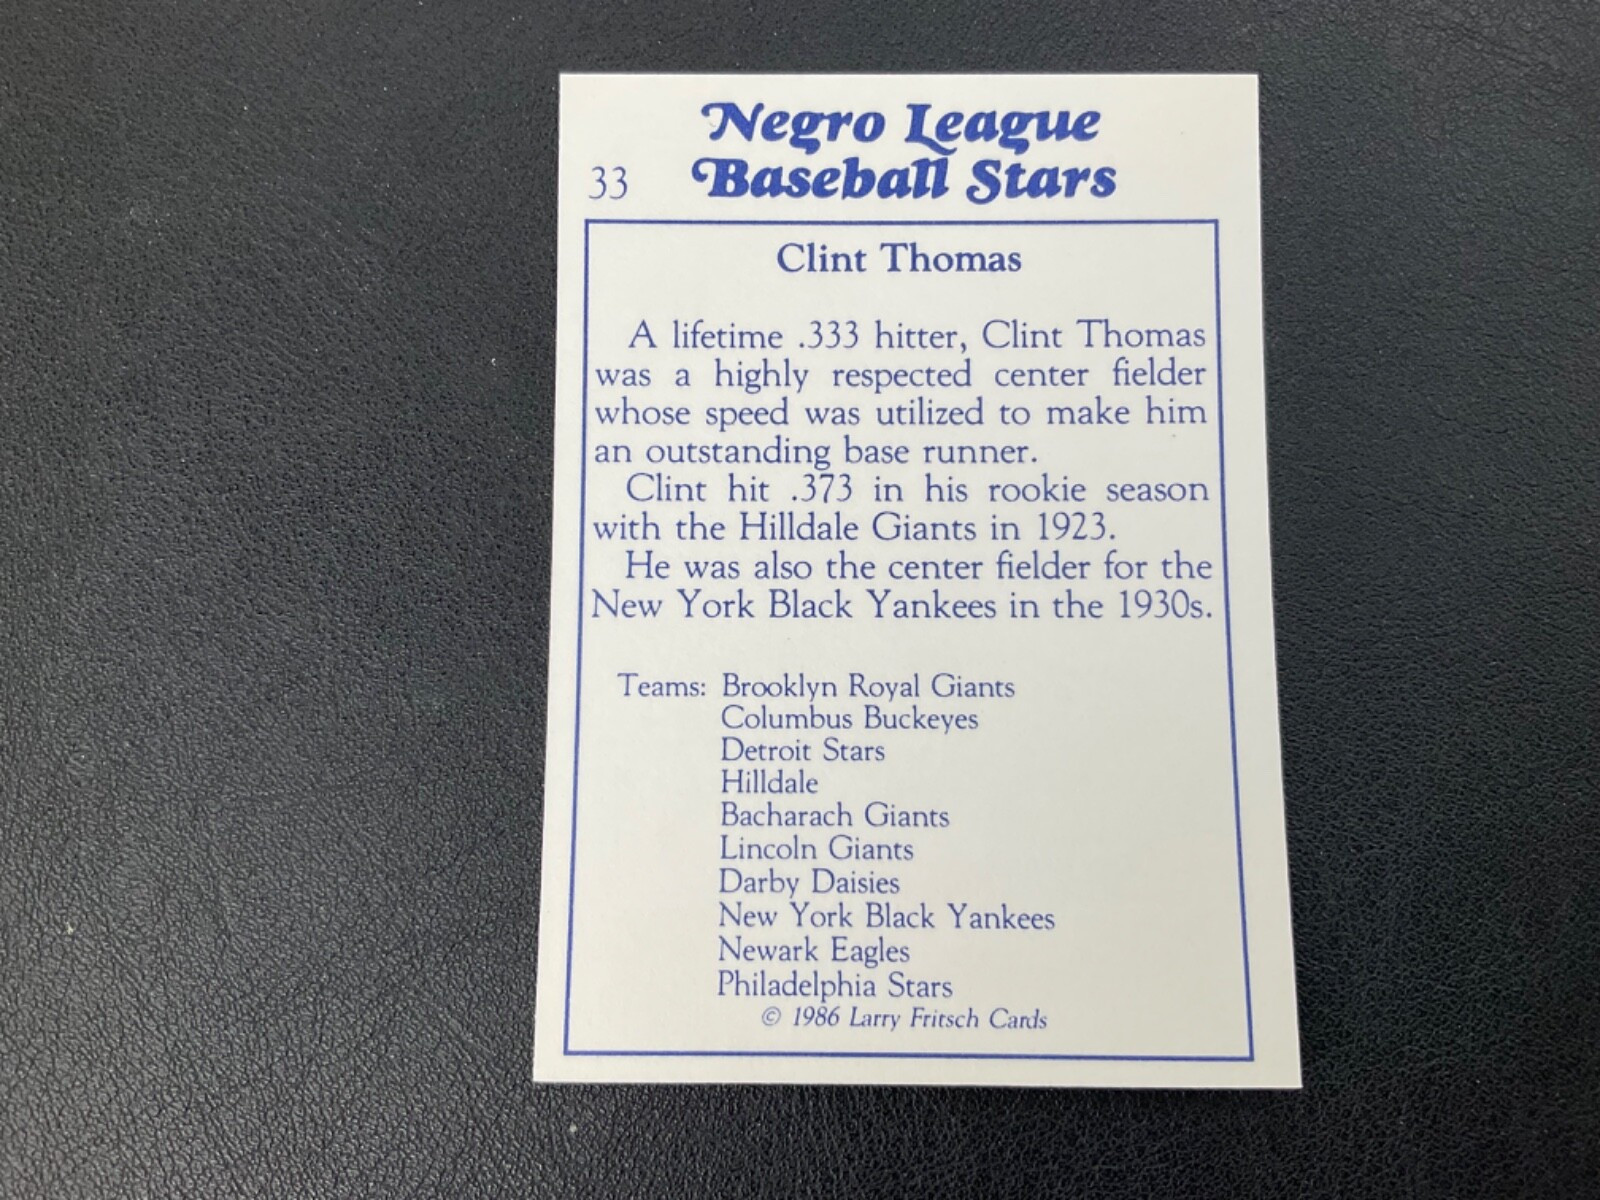 Negro League
33 Baseball Stars
Clint Thomas
A lifetime .333 hitter, Clint Thomas
was a highly respected center fielder
whose speed was utilized to make him
an outstanding base runner.
Clint hit .373 in his rookie season
with the Hilldale Giants in 1923.
He was also the center fielder for the
New York Black Yankees in the 1930s.
Teams: Brooklyn Royal Giants
Columbus Buckeyes
Detroit Stars
Hilldale
Bacharach Giants
Lincoln Giants
Darby Daisies
New York Black Yankees
Newark Eagles
Philadelphia Stars
© 1986 Larry Fritsch Cards